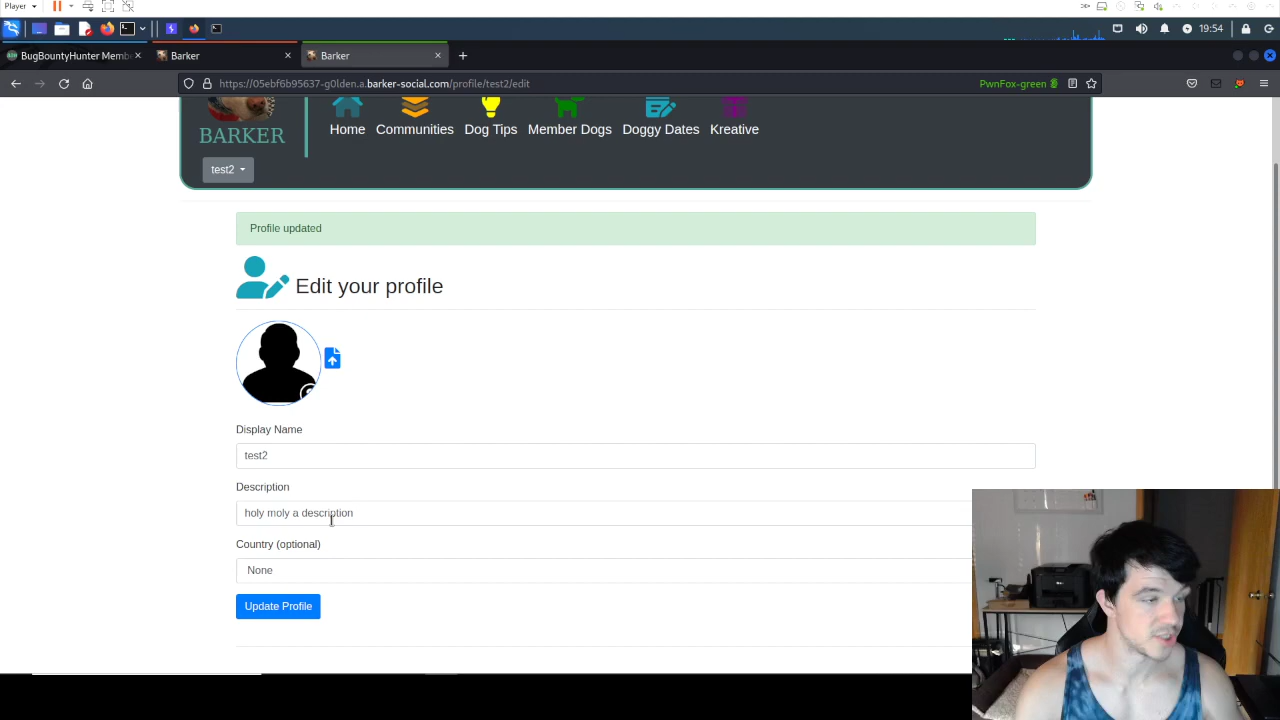 Player
19:54
BugBountyHunter Membe
Barker
Barker
https://05ebf6b95637-g0lden.a.barker-social.com/profile/test2/edit
PwnFox-green
BARKER
Home
Communities
Dog Tips
Member Dogs
Doggy Dates
Kreative
test2
Profile updated
Edit your profile
Display Name
test2
Description
holy moly a description
Country (optional)
None
Update Profile